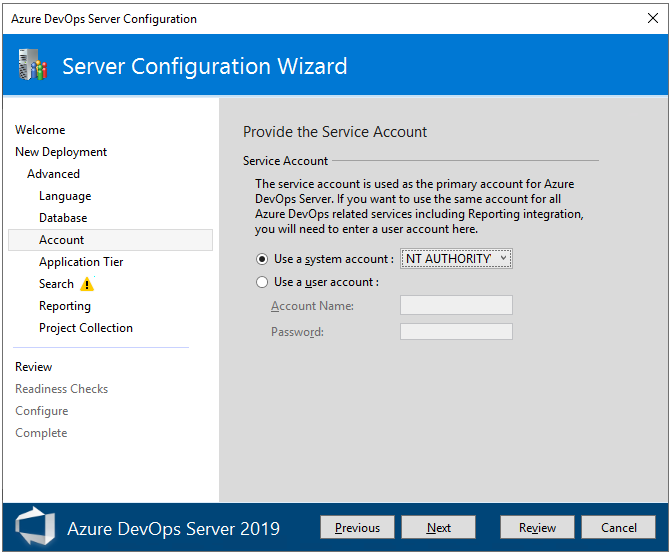 Azure DevOps Server Configuration
Server Configuration Wizard
Welcome
New Deployment
Advanced
Language
Database
Account
Application Tier
Search
Reporting
Project Collection
Review
Readiness Checks
Configure
Complete
Provide the Service Account
Service Account
The service account is used as the primary account for Azure
DevOps Server. If you want to use the same account for all
Azure DevOps related services including Reporting integration,
you will need to enter a user account here.
Use a system account : NT AUTHORITY
Use a user account :
Account Name:
Password:
Azure DevOps Server 2019
Previous Next Review Cancel